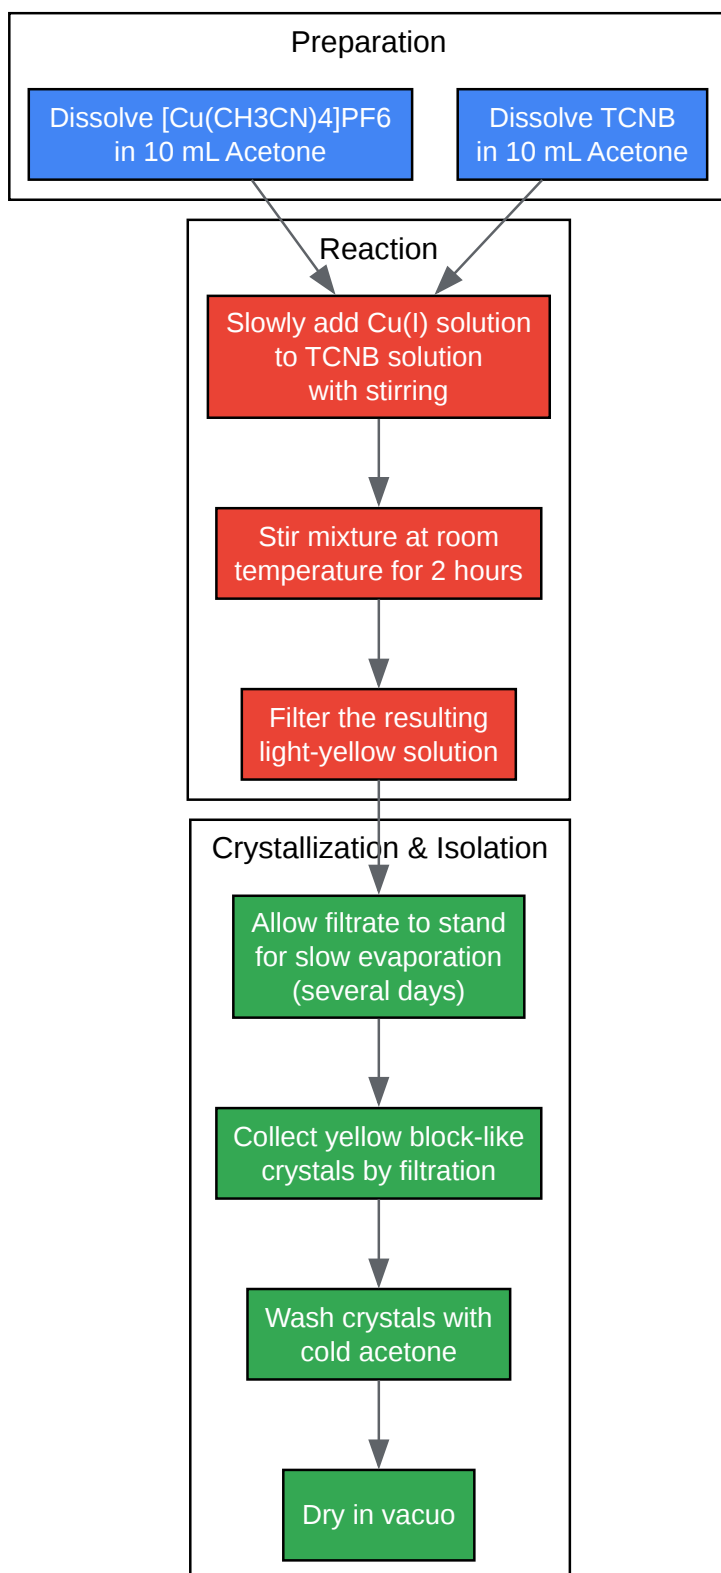 Preparation
Dissolve [Cu(CH3CN)4]PF6
in 10 mL Acetone
Dissolve TCNB
in 10 mL Acetone
Reaction
Slowly add Cu(I) solution
to TCNB solution
with stirring
Stir mixture at room
temperature for 2 hours
Filter the resulting
light-yellow solution
Crystallization & Isolation
Allow filtrate to stand
for slow evaporation
(several days)
Collect yellow block-like
crystals by filtration
Wash crystals with
cold acetone
Dry in vacuo